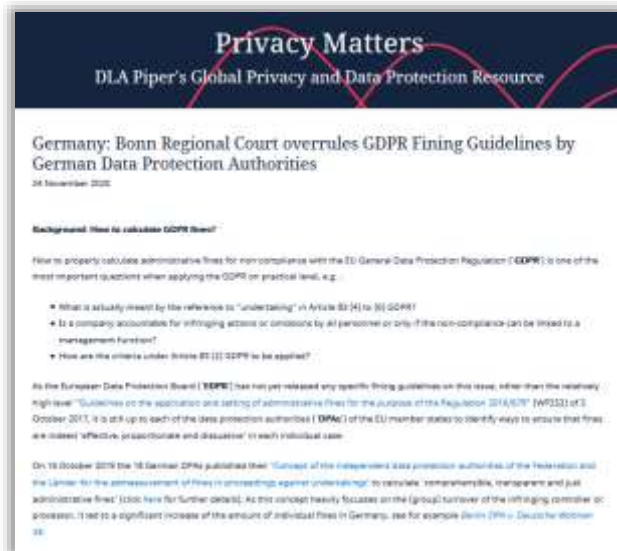 Privacy Matters
DLA Piper's Global Privacy and Data Protection Resource
Germany: Bonn Regional Court overrules GDPR Fining Guidelines by
German Data Protection Authorities
24 November 2020
Background: How to calculate GDPR fines?
How to properly calculate administrative fines for non-compliance with the EU General Data Protection Regulation ("GDPR") is one of the
most important questions when applying the GDPR on practical level, e.g.
• What is actually meant by the reference to "undertaking" in Article 83 (4) to (6) GDPR?
• Is a company accountable for infringing actions or omissions by all personnel or only if the non-compliance can be linked to a
management function?
• How are the criteria under Article 83 (2) GDPR to be applied?
As the European Data Protection Board ("EDPB") has not yet released any specific fining guidelines on this issue, other than the relatively
high level "Guidelines on the application and setting of administrative fines for the purpose of the Regulation 2016/679" (WP253) of 3
October 2017, it is still up to each of the data protection authorities ("DPAs") of the EU member states to identify ways to ensure that fines
are indeed "effective, proportionate and dissuasive" in each individual case.
On 16 October 2019 the 16 German DPAs published their "Concept of the independent data protection authorities of the Federation and
the Länder for the admeasurement of fines in proceedings against undertakings" to calculate "comprehensible, transparent and just
administrative fines" (click here for further details). As this concept heavily focusses on the (group) turnover of the infringing controller or
processor, it led to a significant increase of the amount of individual fines in Germany, see for example Berlin DPA v. Deutsche Wohnen
SE.